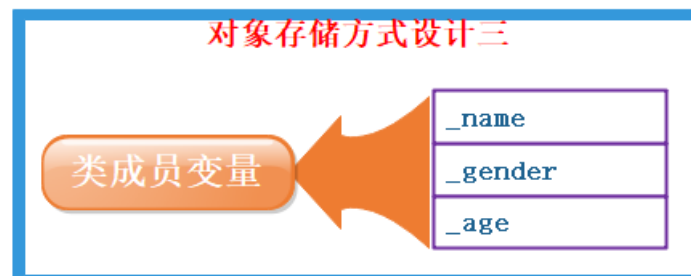 对象存储方式设计三
_name
类成员变量
_gender
_age